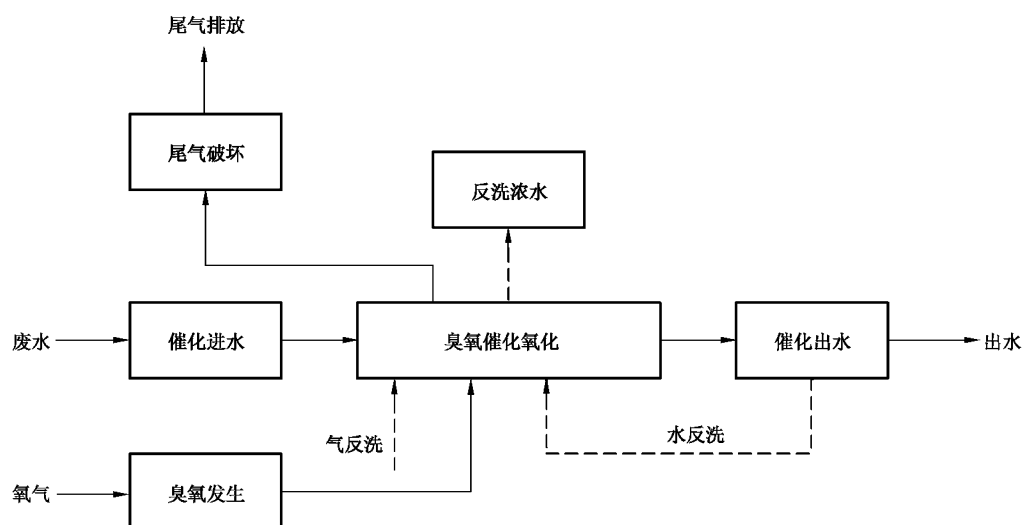 尾气排放
尾气破坏
反洗浓水
废水
催化进水
臭氧催化氧化
催化出水
出水
气反洗
水反洗
氧气
臭氧发生